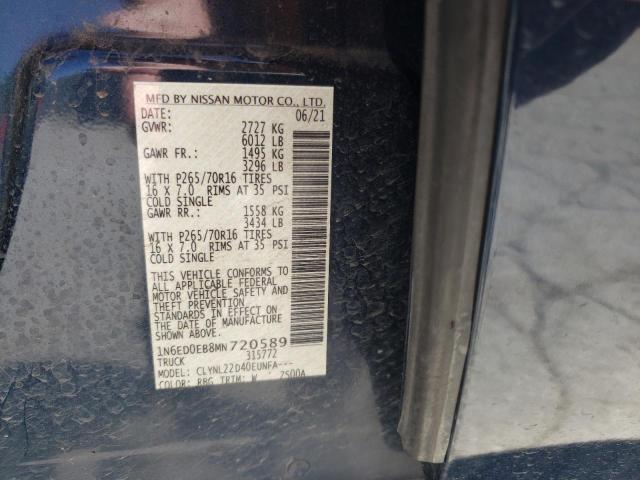 MFD BY NISSAN MOTOR CO., LTD.
DATE: 06/21
GVWR: 2727 KG
6012 LB
GAWR FR.: 1495 KG
3296 LB
WITH P265/70R16 TIRES
16 X 7.0 RIMS AT 35 PSI
COLD SINGLE
GAWR RR.: 1558 KG
3434 LB
WITH P265/70R16 TIRES
16 X 7.0 RIMS AT 35 PSI
COLD SINGLE
THIS VEHICLE CONFORMS TO
ALL APPLICABLE FEDERAL
MOTOR VEHICLE SAFETY AND
THEFT PREVENTION
STANDARDS IN EFFECT ON
THE DATE OF MANUFACTURE
SHOWN ABOVE.
1N6ED0EB8MN720589
TRUCK 315772
MODEL: CLYNL22D40EUNFA---
COLOR: RBG TRIM: W 7S00A